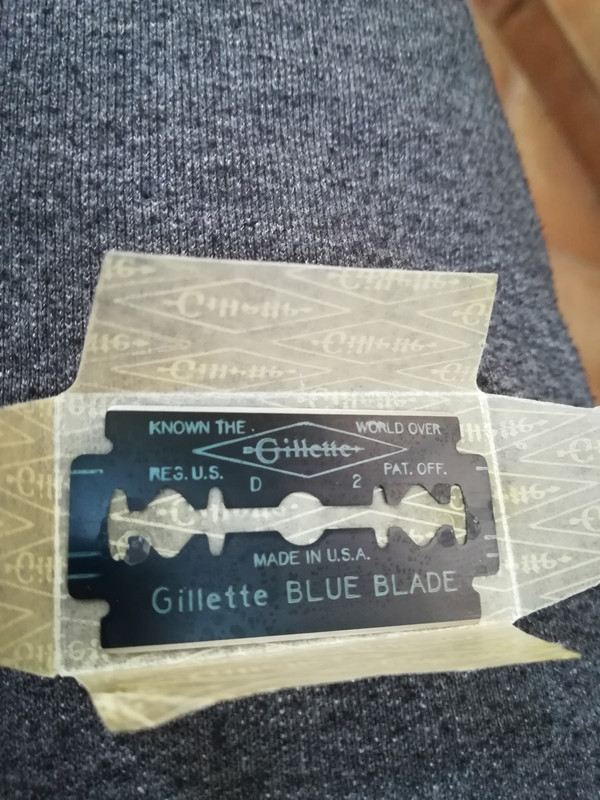 KNOWN THE WORLD OVER
Gillette
REG. U.S. PAT. OFF.
D 2
MADE IN U.S.A.
Gillette BLUE BLADE